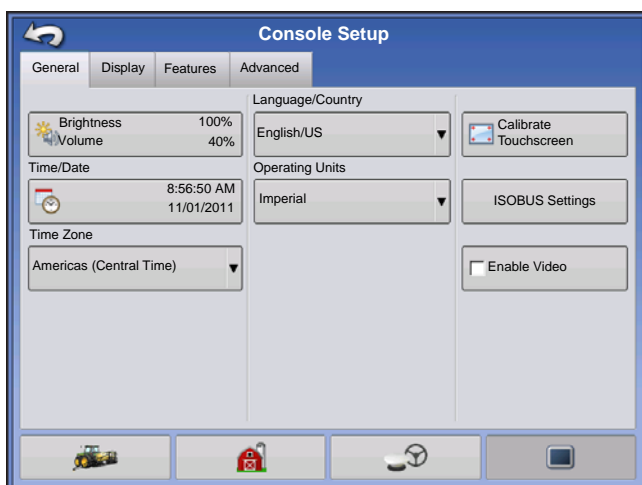 Console Setup
General Display Features Advanced
Brightness 100%
Volume 40%
Time/Date
8:56:50 AM
11/01/2011
Time Zone
Americas (Central Time)
Language/Country
English/US
Operating Units
Imperial
Calibrate
Touchscreen
ISOBUS Settings
Enable Video